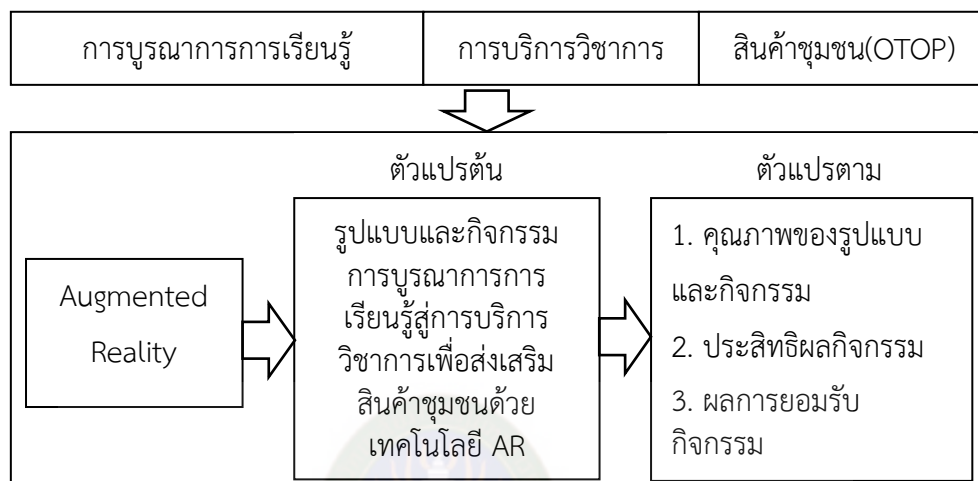 การบูรณาการการเรียนรู้ การบริการวิชาการ สินค้าชุมชน(OTOP)
ตัวแปรต้น ตัวแปรตาม
Augmented
Reality
รูปแบบและกิจกรรม
การบูรณาการการ
เรียนรู้สู่การบริการ
วิชาการเพื่อส่งเสริม
สินค้าชุมชนด้วย
เทคโนโลยี AR
1. คุณภาพของรูปแบบ
และกิจกรรม
2. ประสิทธิผลกิจกรรม
3. ผลการยอมรับ
กิจกรรม